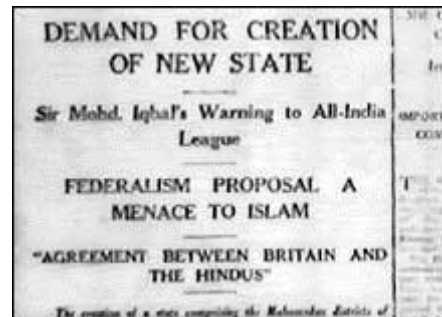 DEMAND FOR CREATION
OF NEW STATE
Sir Mohd. Iqbal's Warning to All-India
League
FEDERALISM PROPOSAL A
MENACE TO ISLAM
"AGREEMENT BETWEEN BRITAIN AND
THE HINDUS"
The creation of a state comprising the Mahomedan districts of